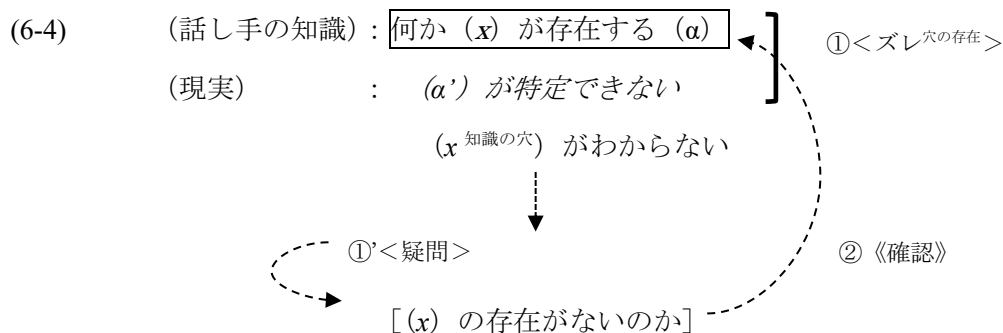 (6-4) （話し手の知識）: 何か（x）が存在する（α） ①＜ズレ穴の存在＞
（現実） : （α’）が特定できない
（x 知識の穴）がわからない
①’＜疑問＞ ②《確認》
[（x）の存在がないのか]